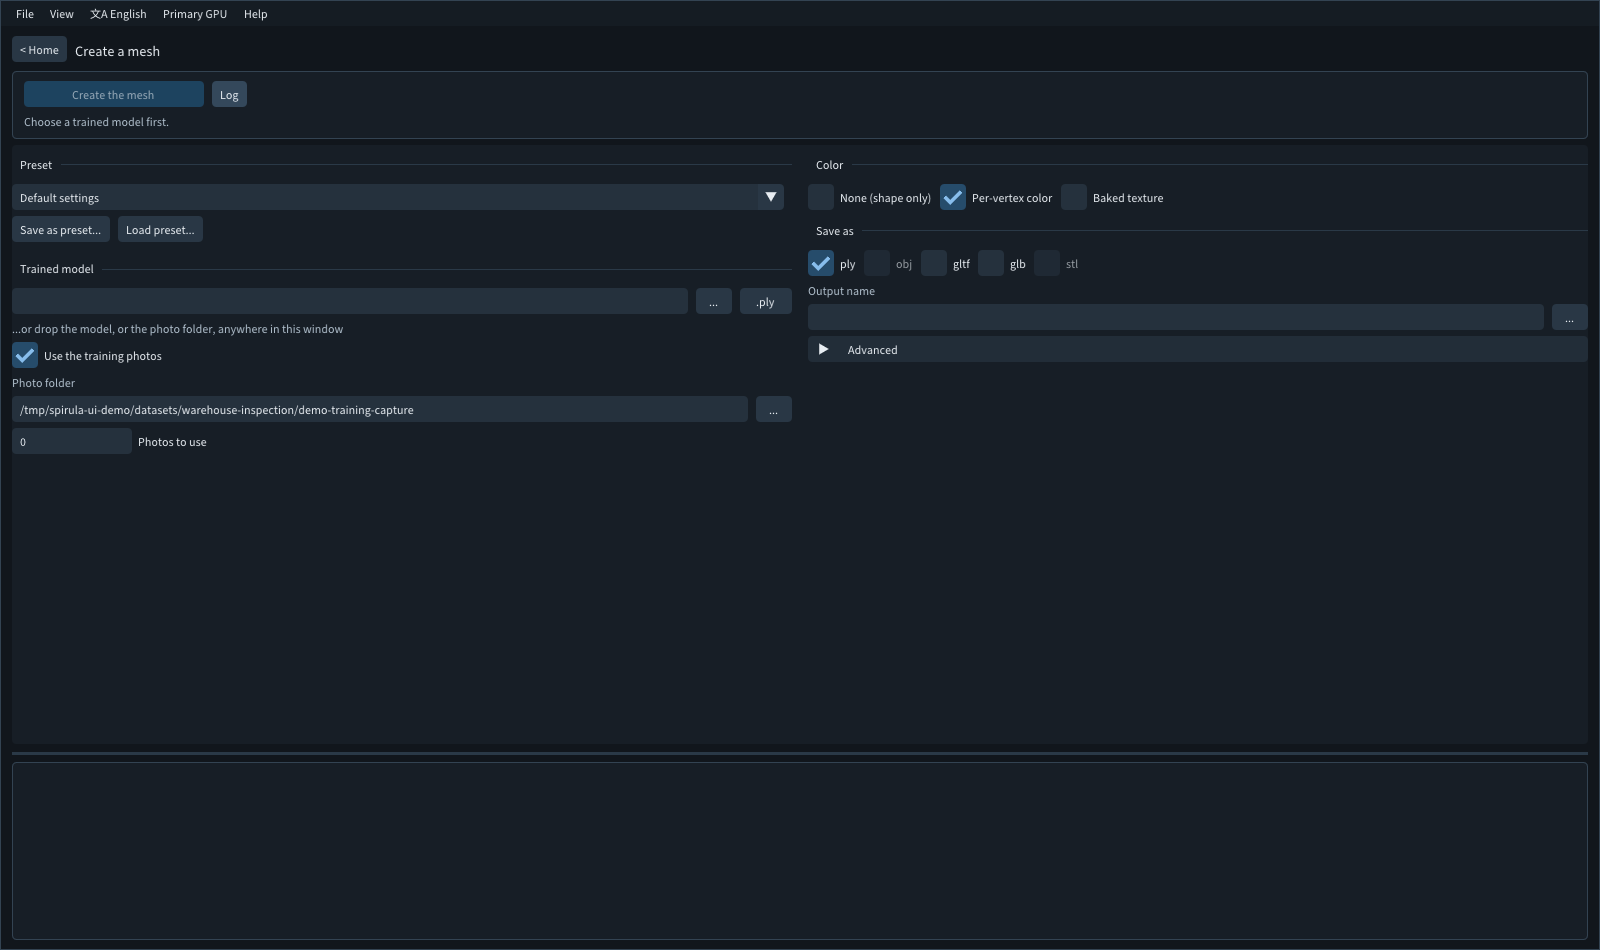 File View 文A English Primary GPU Help
< Home Create a mesh
Create the mesh Log
Choose a trained model first.
Preset
Default settings
Save as preset... Load preset...
Trained model
... .ply
...or drop the model, or the photo folder, anywhere in this window
Use the training photos
Photo folder
/tmp/spirula-ui-demo/datasets/warehouse-inspection/demo-training-capture ...
0 Photos to use
Color
None (shape only) Per-vertex color Baked texture
Save as
ply obj gltf glb stl
Output name
...
Advanced